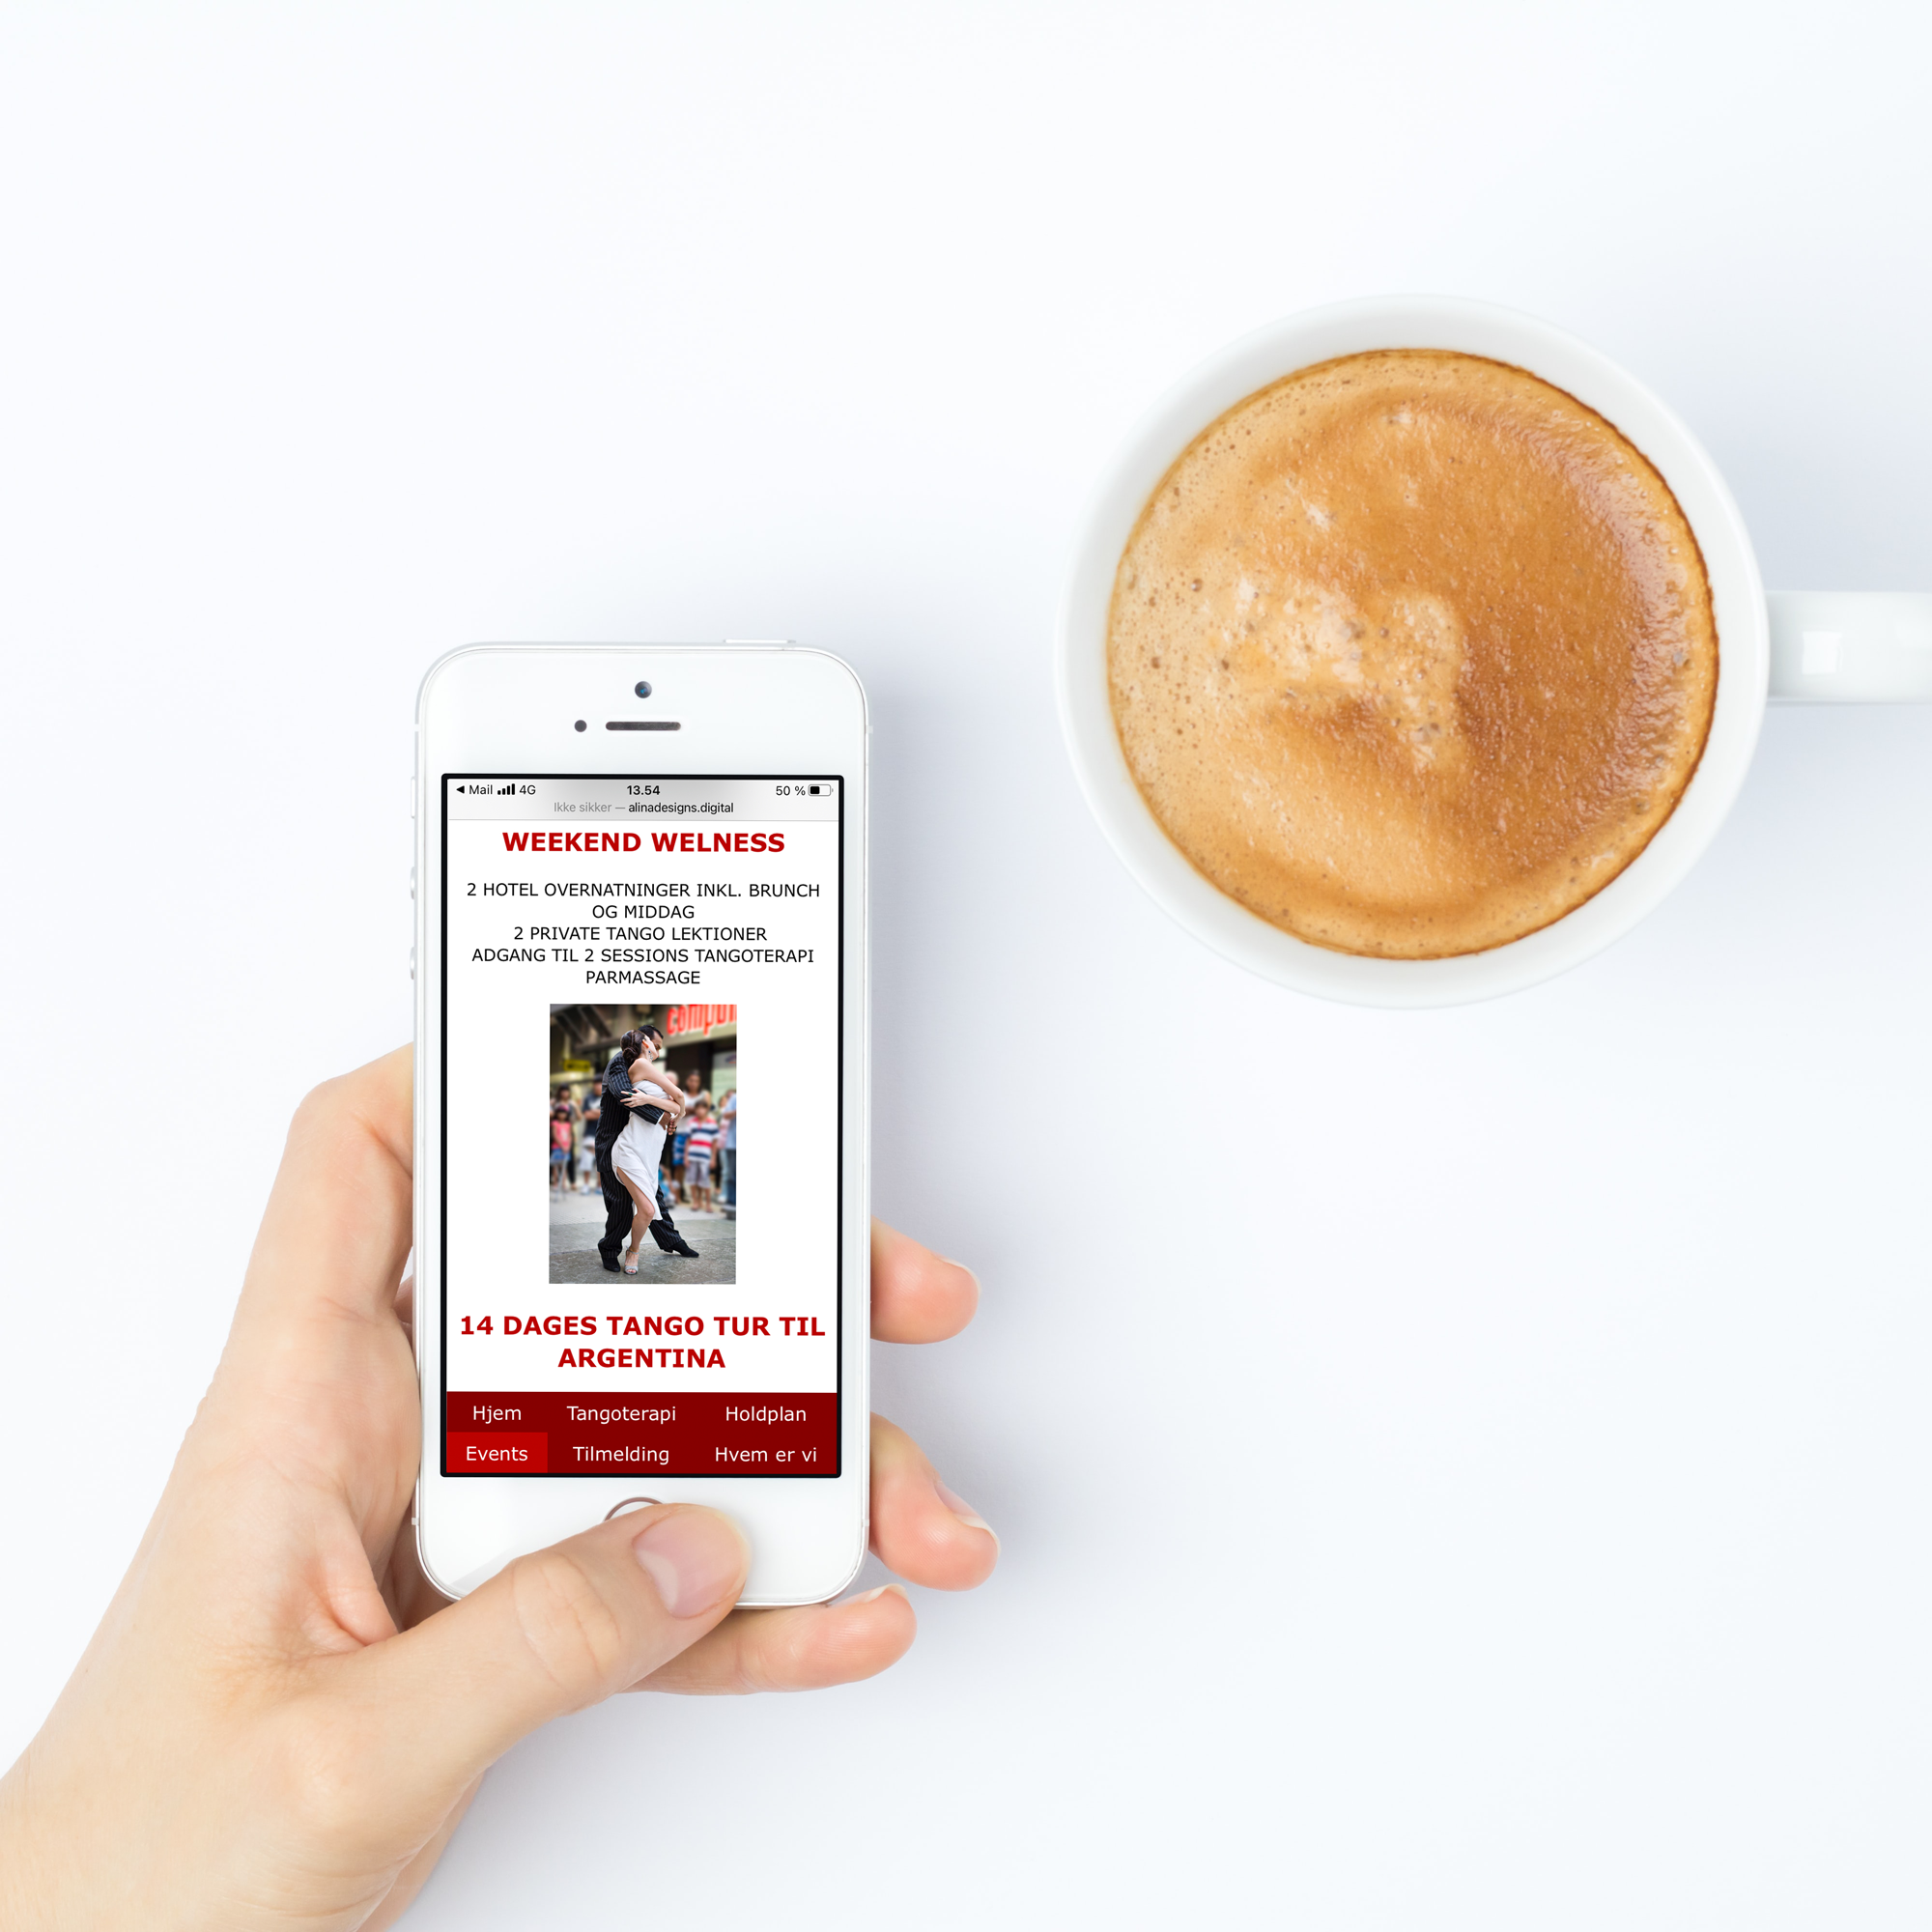 Mail 4G 13.54 50 %
Ikke sikker — alinadesigns.digital
WEEKEND WELNESS
2 HOTEL OVERNATNINGER INKL. BRUNCH
OG MIDDAG
2 PRIVATE TANGO LEKTIONER
ADGANG TIL 2 SESSIONS TANGOTERAPI
PARMASSAGE
14 DAGES TANGO TUR TIL
ARGENTINA
Hjem Tangoterapi Holdplan
Events Tilmelding Hvem er vi